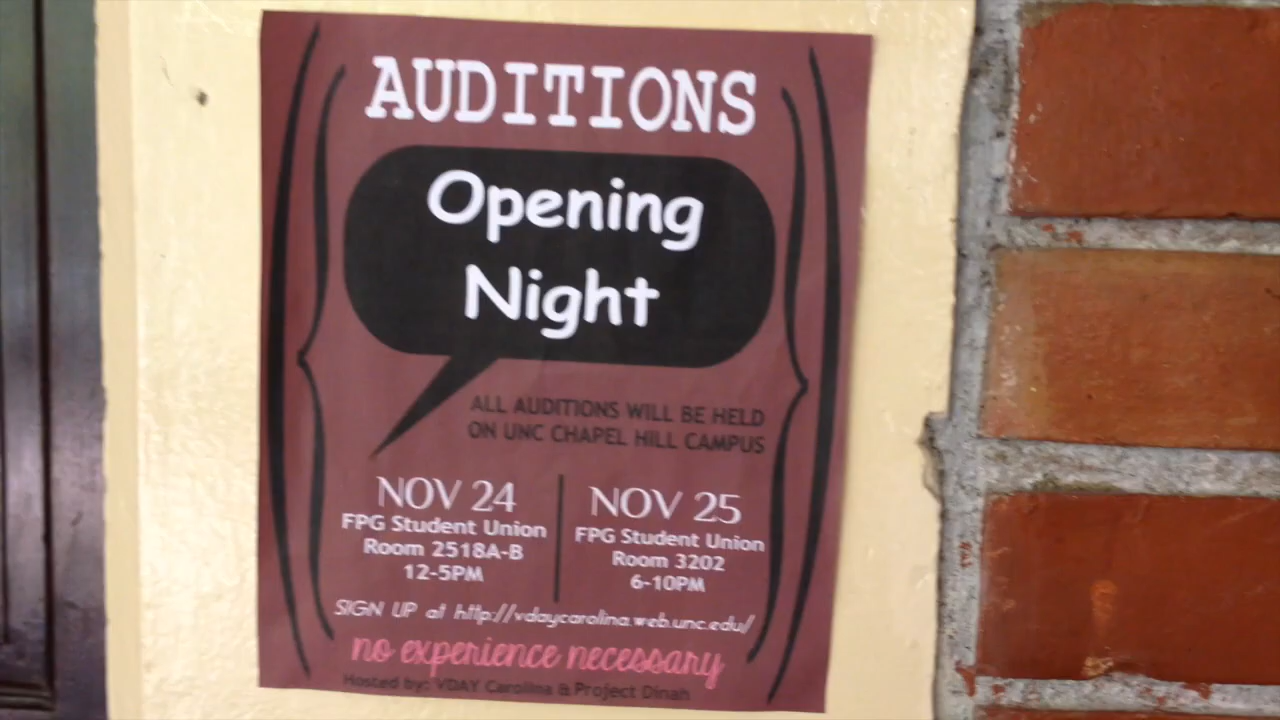 AUDITIONS
Opening
Night
ALL AUDITIONS WILL BE HELD
ON UNC CHAPEL HILL CAMPUS
NOV 24
FPG Student Union
Room 2518A-B
12-5PM
NOV 25
FPG Student Union
Room 3202
6-10PM
SIGN UP at http://vdaycarolina.web.unc.edu/
no experience necessary
Hosted by: VDAY Carolina & Project Dinah